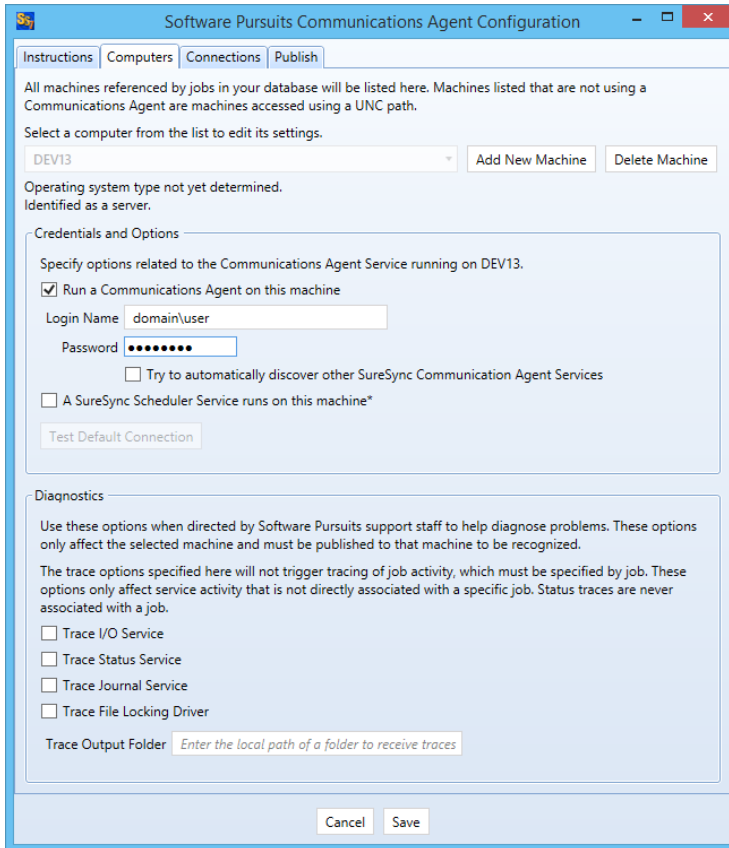 Software Pursuits Communications Agent Configuration
Instructions Computers Connections Publish
All machines referenced by jobs in your database will be listed here. Machines listed that are not using a
Communications Agent are machines accessed using a UNC path.
Select a computer from the list to edit its settings.
DEV13 Add New Machine Delete Machine
Operating system type not yet determined.
Identified as a server.
Credentials and Options
Specify options related to the Communications Agent Service running on DEV13.
Run a Communications Agent on this machine
Login Name domain\user
Password ●●●●●●●●
Try to automatically discover other SureSync Communication Agent Services
A SureSync Scheduler Service runs on this machine*
Test Default Connection
Diagnostics
Use these options when directed by Software Pursuits support staff to help diagnose problems. These options
only affect the selected machine and must be published to that machine to be recognized.
The trace options specified here will not trigger tracing of job activity, which must be specified by job. These
options only affect service activity that is not directly associated with a specific job. Status traces are never
associated with a job.
Trace I/O Service
Trace Status Service
Trace Journal Service
Trace File Locking Driver
Trace Output Folder Enter the local path of a folder to receive traces
Cancel Save